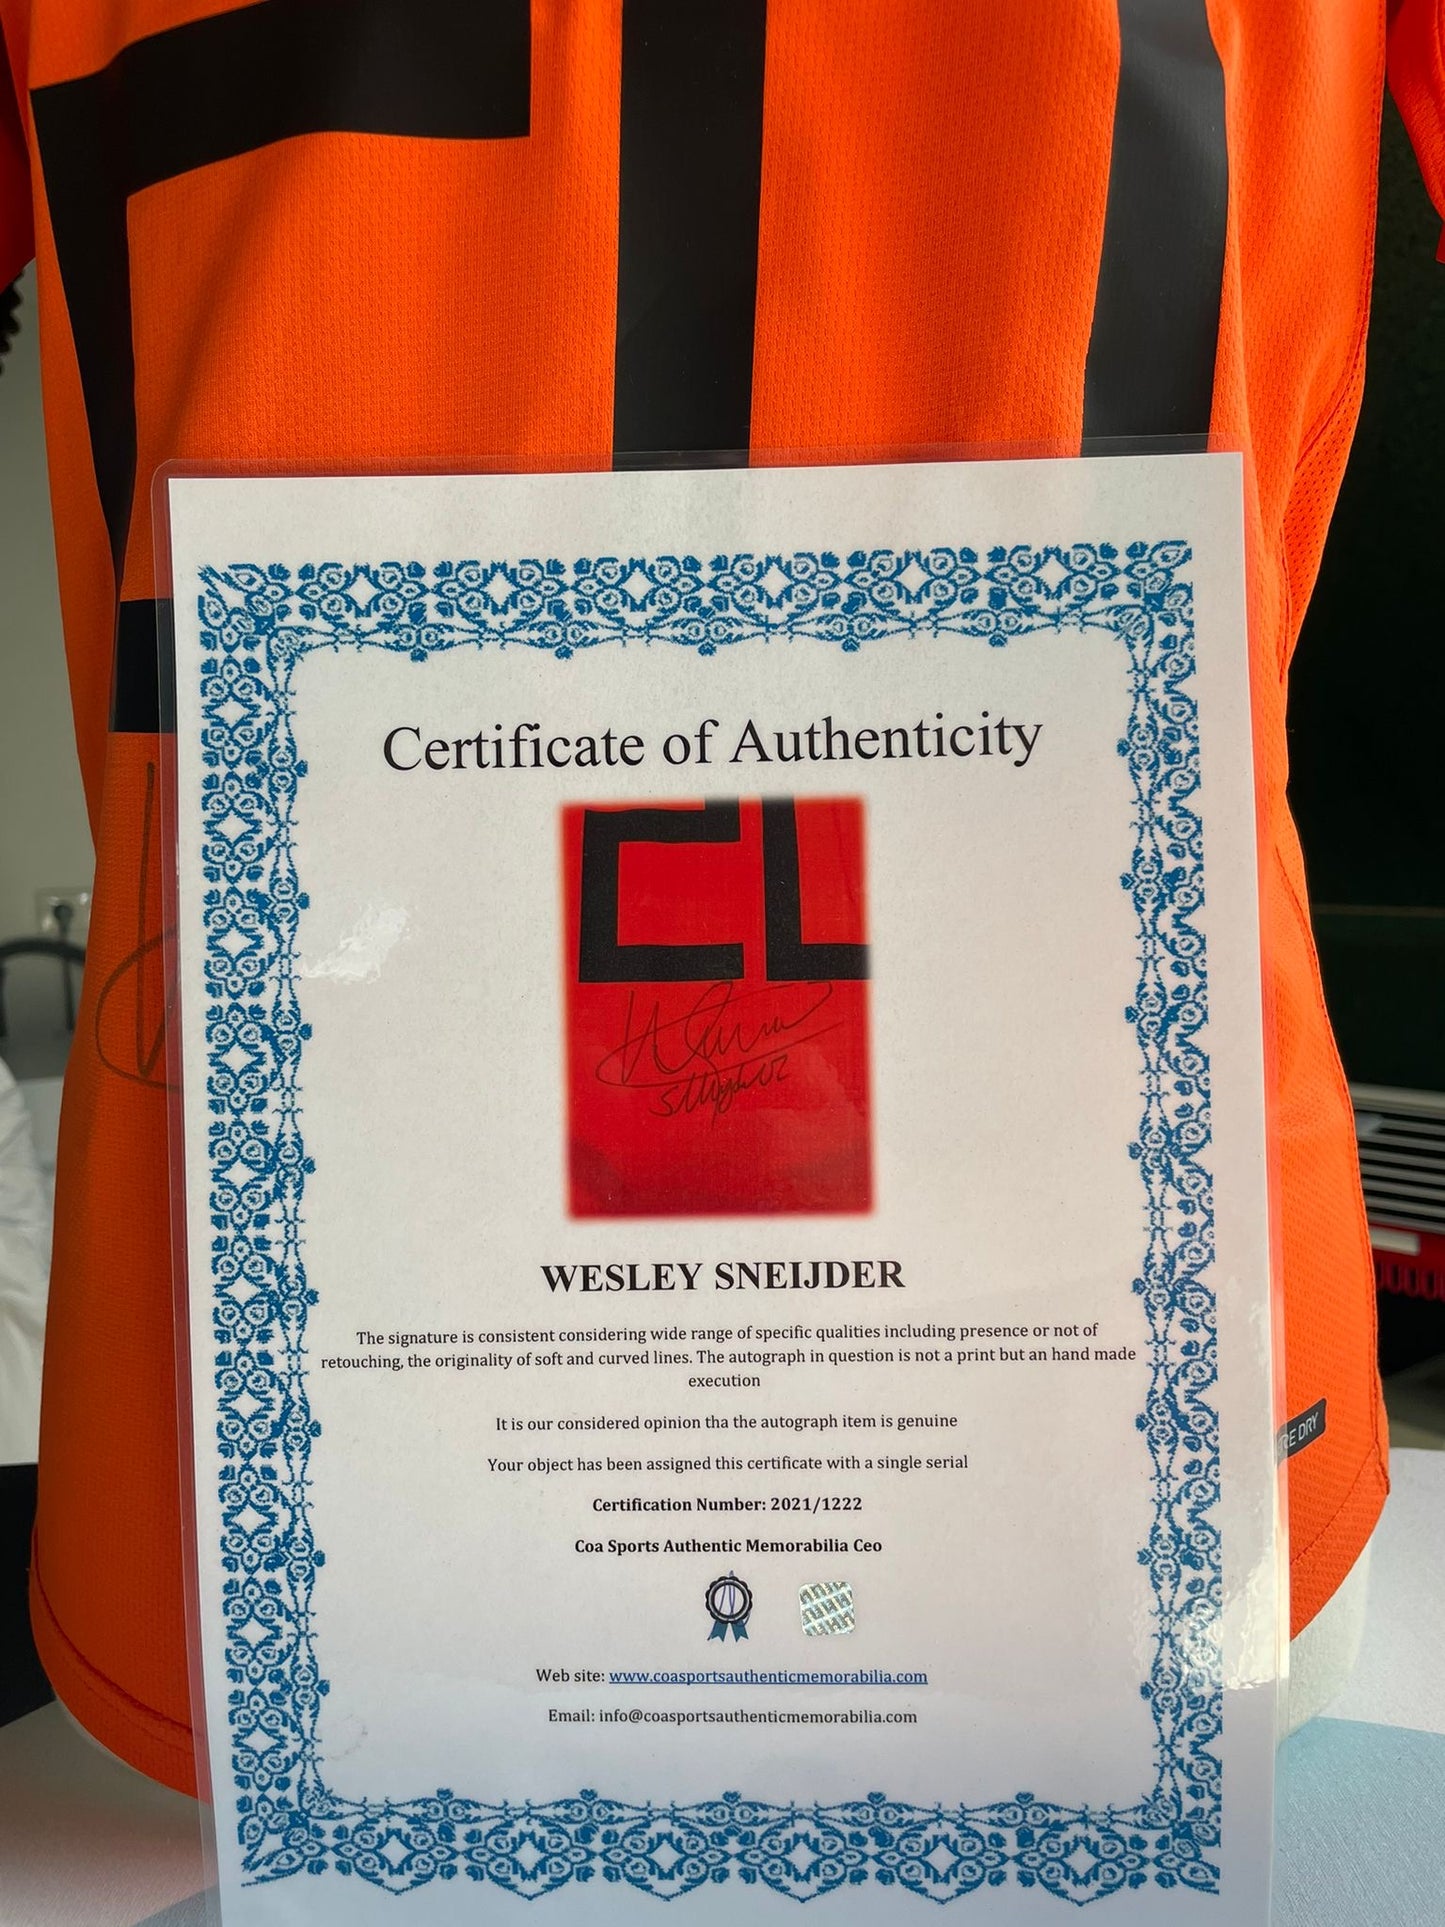 Certificate of Authenticity
WESLEY SNEIJDER
The signature is consistent considering wide range of specific qualities including presence or not of
retouching, the originality of soft and curved lines. The autograph in question is not a print but an hand made
execution
It is our considered opinion tha the autograph item is genuine
Your object has been assigned this certificate with a single serial
Certification Number: 2021/1222
Coa Sports Authentic Memorabilia Ceo
Web site: www.coasportsauthenticmemorabilia.com
Email: info@coasportsauthenticmemorabilia.com
DRY